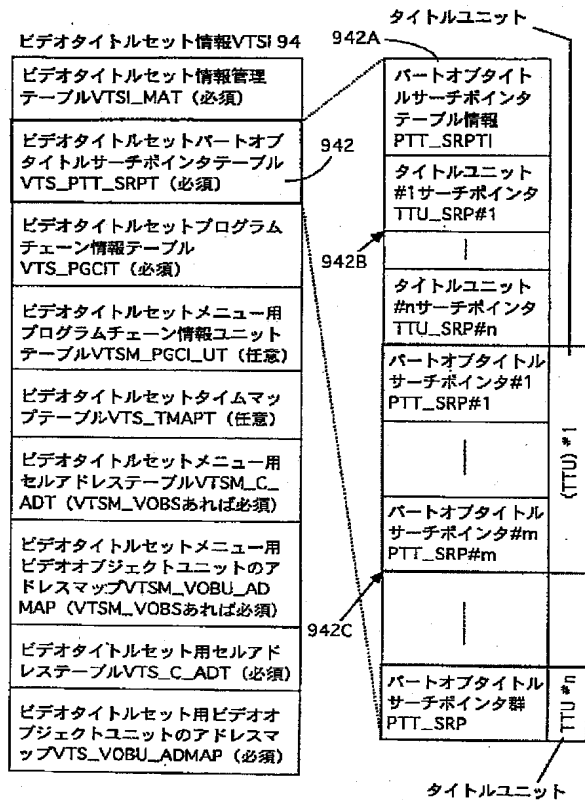 ビデオタイトルセット情報VTSI 94
ビデオタイトルセット情報管理
テーブルVTSI_MAT（必須）
ビデオタイトルセットパートオブ
タイトルサーチポインタテーブル
VTS_PTT_SRPT（必須）
ビデオタイトルセットプログラム
チェーン情報テーブル
VTS_PGCIT（必須）
ビデオタイトルセットメニュー用
プログラムチェーン情報ユニット
テーブルVTSM_PGCI_UT（任意）
ビデオタイトルセットタイムマッ
プテーブルVTS_TMAPT（任意）
ビデオタイトルセットメニュー用
セルアドレステーブルVTSM_C_
ADT（VTSM_VOBSあれば必須）
ビデオタイトルセットメニュー用
ビデオオブジェクトユニットのア
ドレスマップVTSM_VOBU_AD
MAP（VTSM_VOBSあれば必須）
ビデオタイトルセット用セルアド
レステーブルVTS_C_ADT（必須）
ビデオタイトルセット用ビデオオ
ブジェクトユニットのアドレスマ
ップVTS_VOBU_ADMAP（必須）
942
タイトルユニット
942A
パートオブタイト
ルサーチポインタ
テーブル情報
PTT_SRPTI
タイトルユニット
#1サーチポインタ
TTU_SRP#1
942B
タイトルユニット
#nサーチポインタ
TTU_SRP#n
パートオブタイトル
サーチポインタ#1
PTT_SRP#1
(TTU) #1
パートオブタイトル
サーチポインタ#m
PTT_SRP#m
942C
パートオブタイトル
サーチポインタ群
PTT_SRP
TTU #n
タイトルユニット